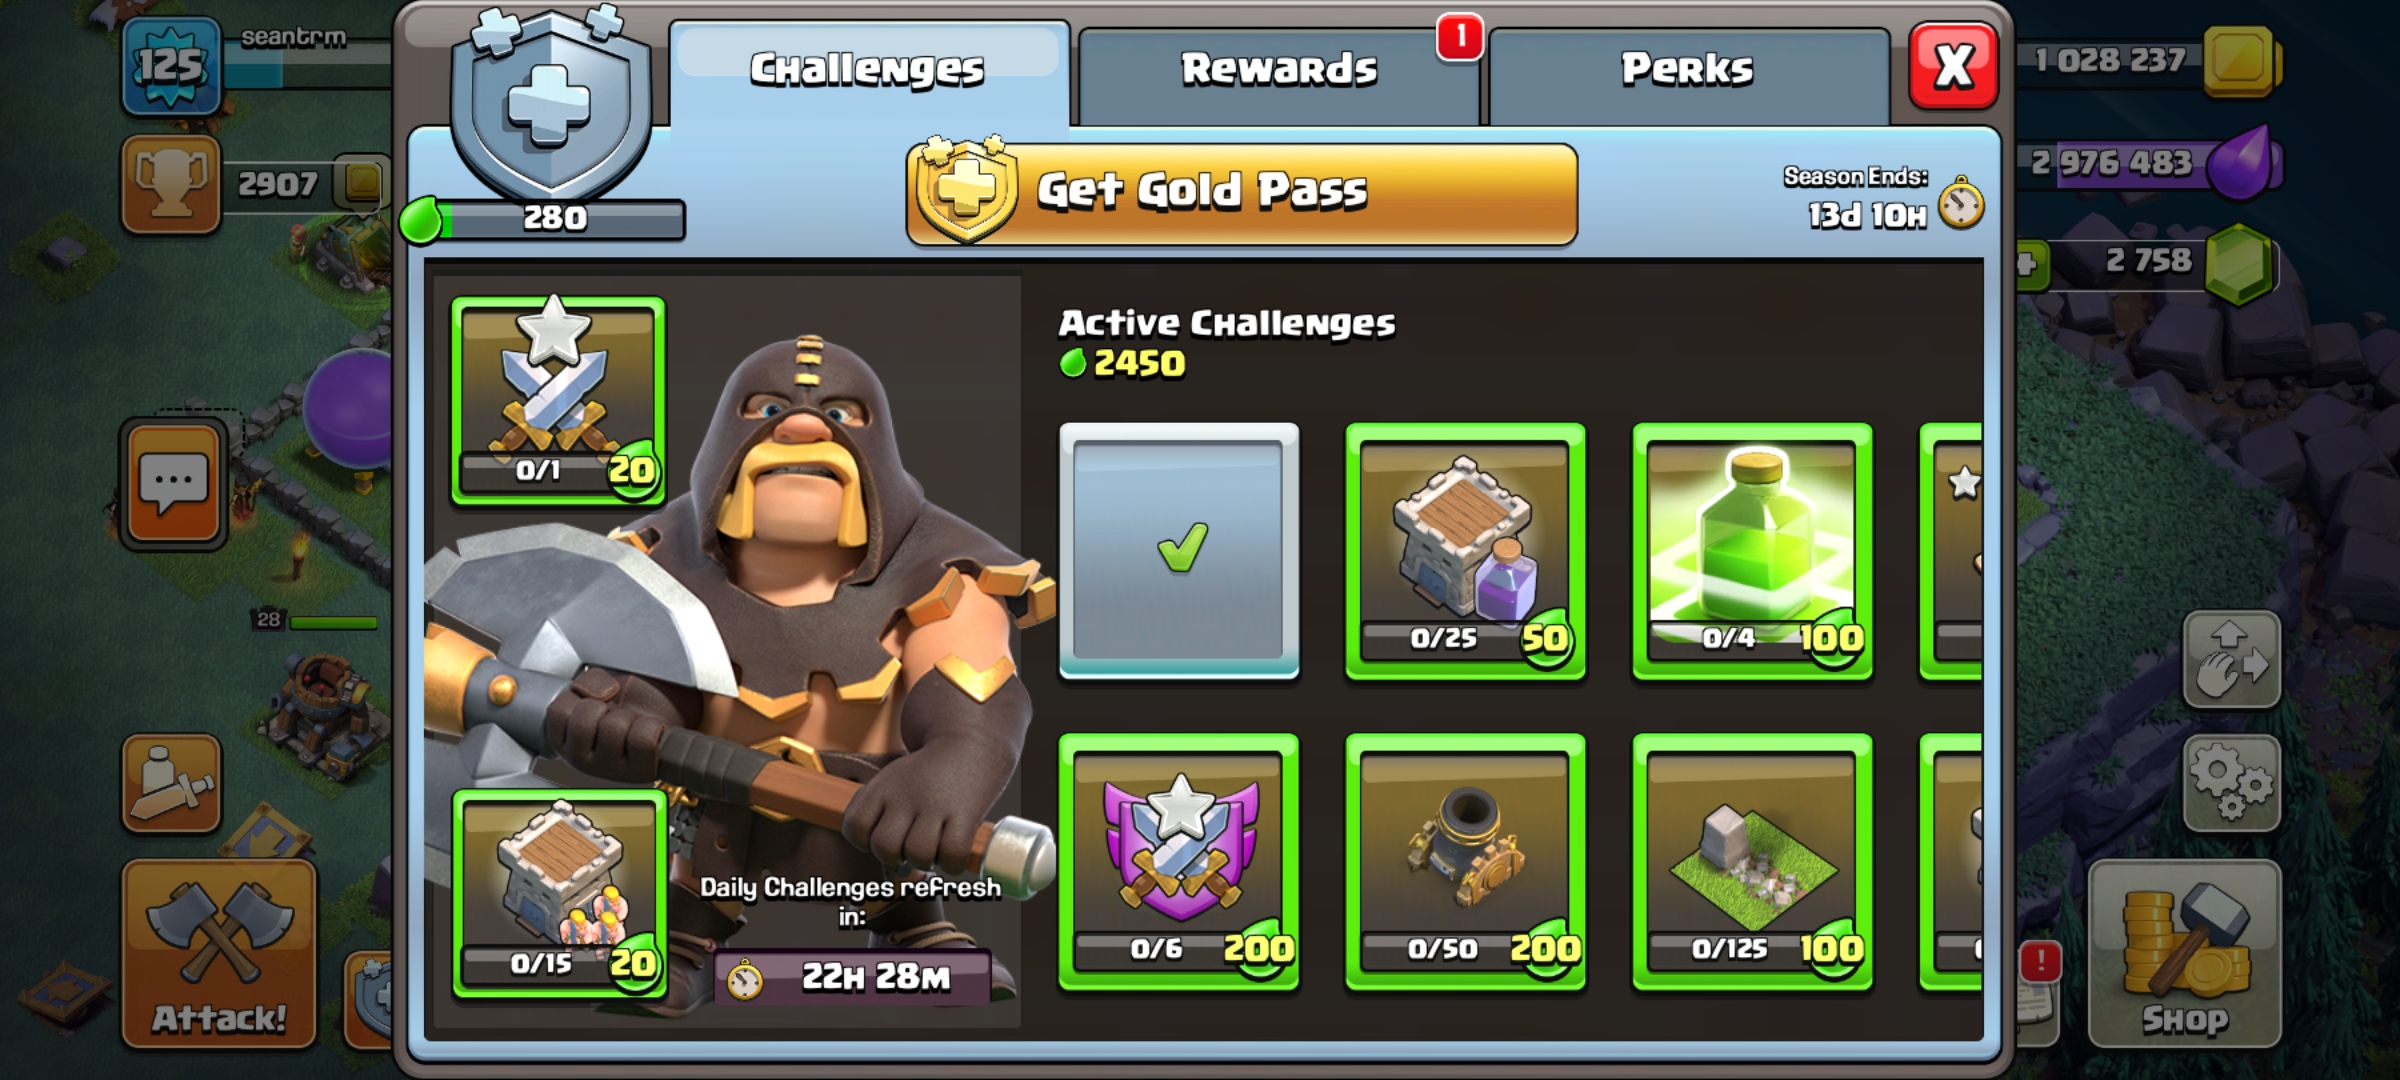 125
seantrm
2907
Challenges
Rewards
1
Perks
X
1 028 237
2 976 483
2 758
280
Get Gold Pass
Season Ends:
13d 10H
Active Challenges
2450
0/1
20
0/25
50
0/4
100
28
0/15
20
Daily Challenges refresh
in:
22H 28M
0/6
200
0/50
200
0/125
100
Attack!
!
Shop